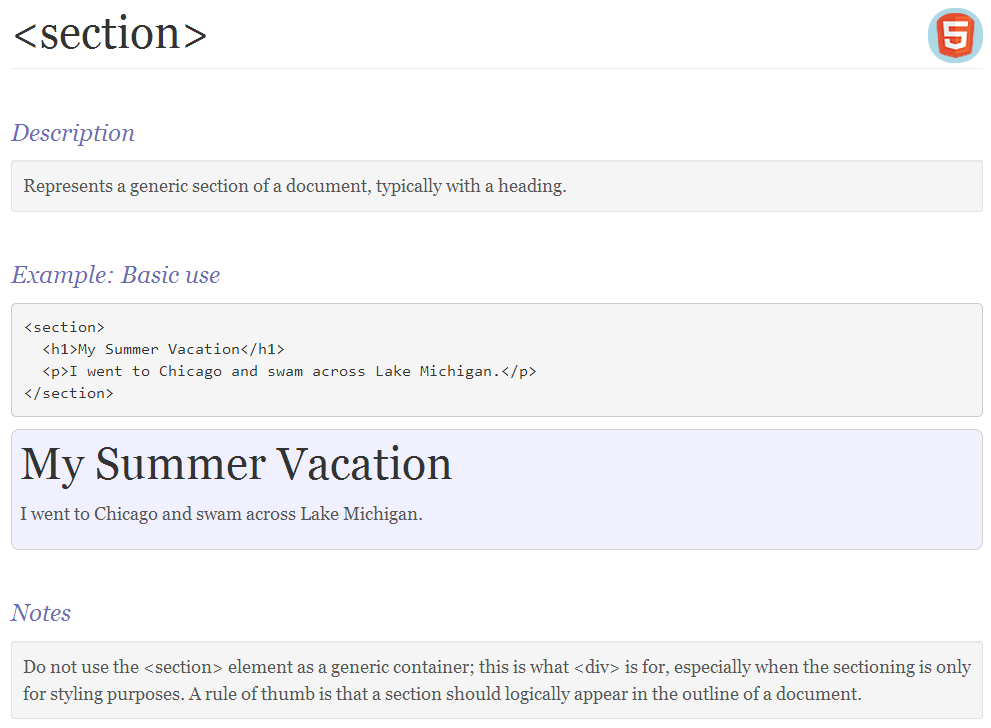 <section>
5
Description
Represents a generic section of a document, typically with a heading.
Example: Basic use
<section>
  <h1>My Summer Vacation</h1>
  <p>I went to Chicago and swam across Lake Michigan.</p>
</section>
My Summer Vacation
I went to Chicago and swam across Lake Michigan.
Notes
Do not use the <section> element as a generic container; this is what <div> is for, especially when the sectioning is only
for styling purposes. A rule of thumb is that a section should logically appear in the outline of a document.